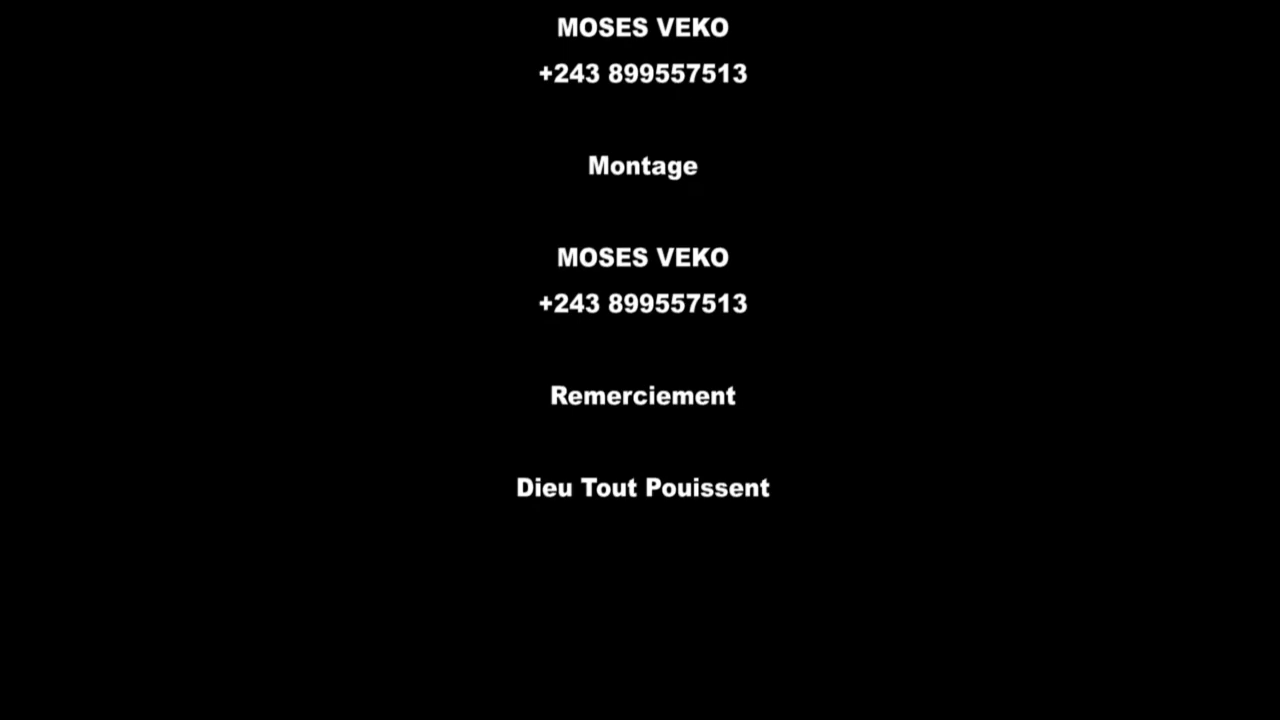 MOSES VEKO
+243 899557513
Montage
MOSES VEKO
+243 899557513
Remerciement
Dieu Tout Pouissent